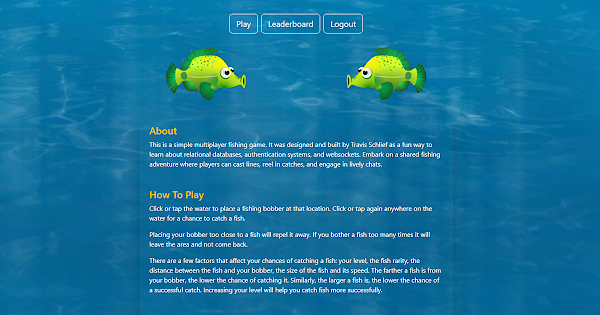 Play
Leaderboard
Logout
About
This is a simple multiplayer fishing game. It was designed and built by Travis Schlief as a fun way to
learn about relational databases, authentication systems, and websockets. Embark on a shared fishing
adventure where players can cast lines, reel in catches, and engage in lively chats.
How To Play
Click or tap the water to place a fishing bobber at that location. Click or tap again anywhere on the
water for a chance to catch a fish.
Placing your bobber too close to a fish will repel it away. If you bother a fish too many times it will
leave the area and not come back.
There are a few factors that affect your chances of catching a fish: your level, the fish rarity, the
distance between the fish and your bobber, the size of the fish and its speed. The farther a fish is from
your bobber, the lower the chance of catching it. Similarly, the larger a fish is, the lower the chance of
a successful catch. Increasing your level will help you catch fish more successfully.